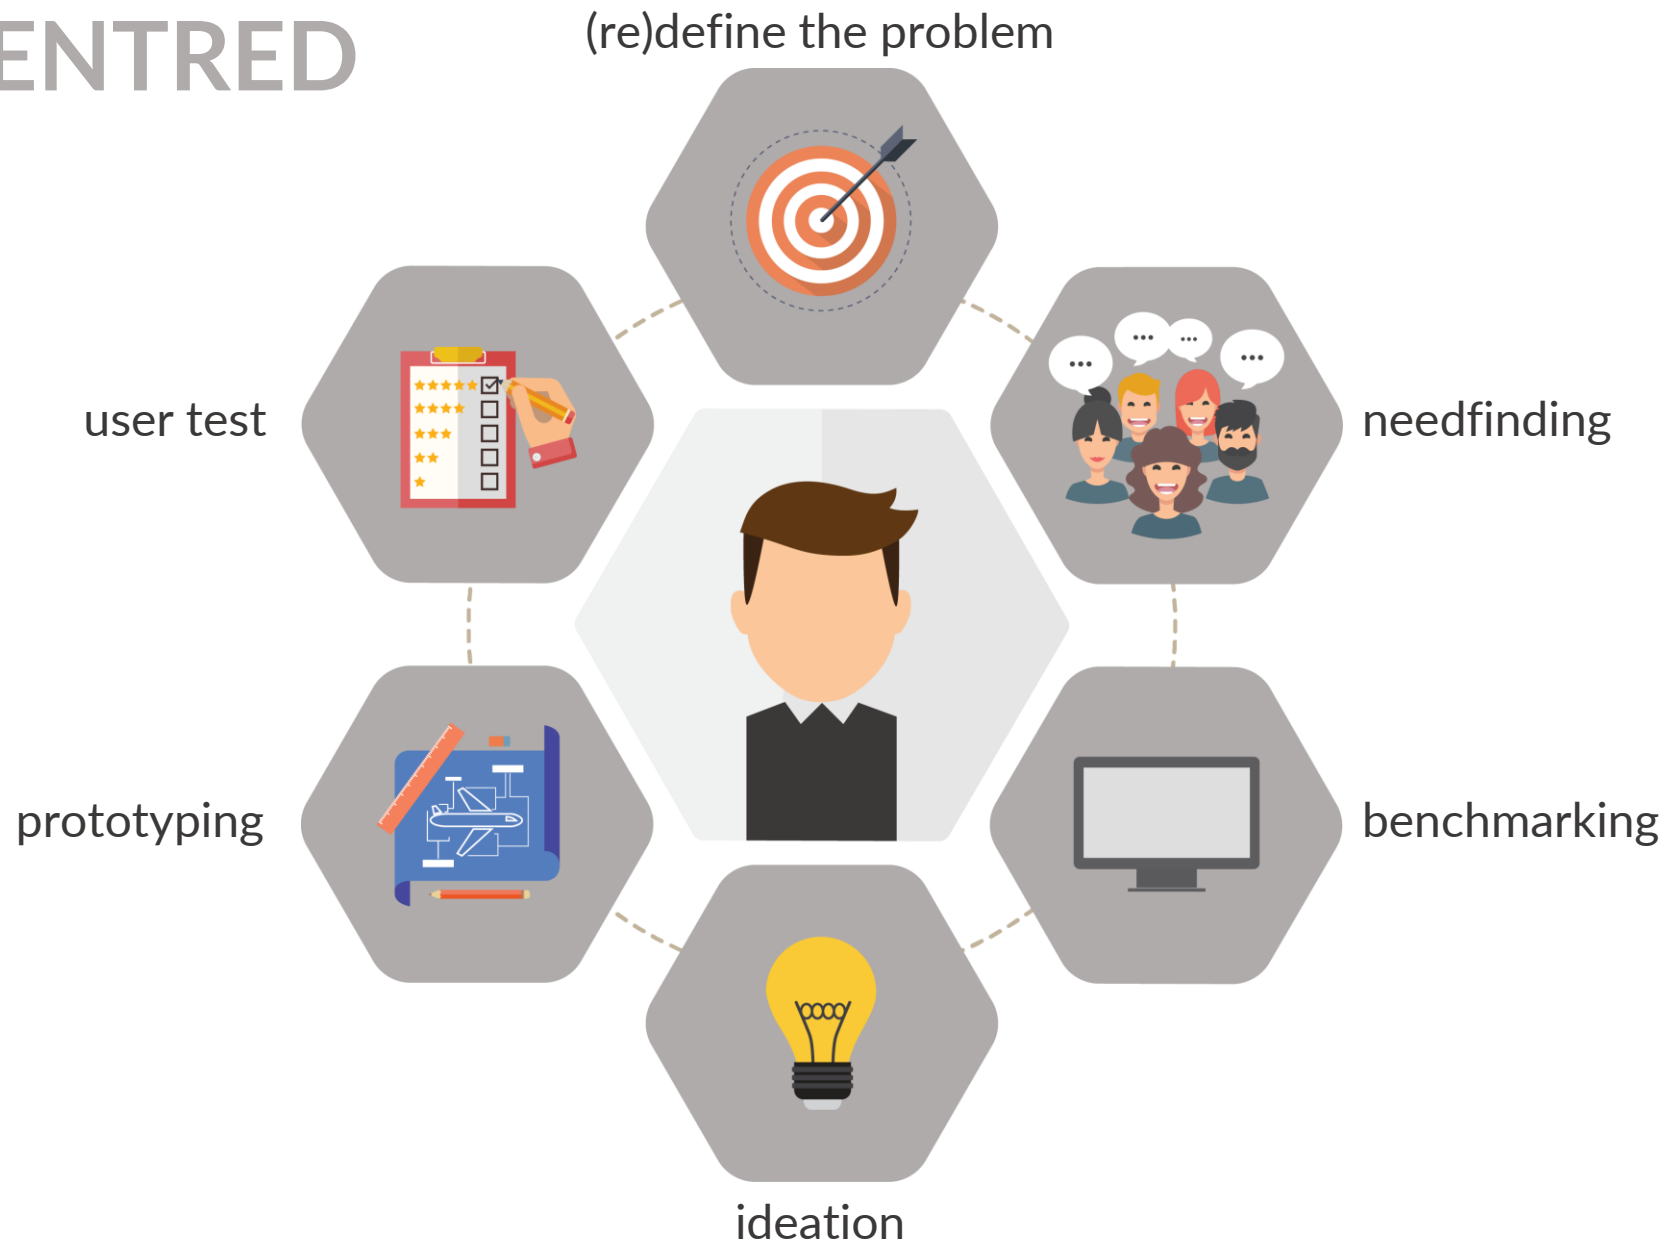 ENTRED
(re)define the problem
user test
needfinding
prototyping
benchmarking
ideation